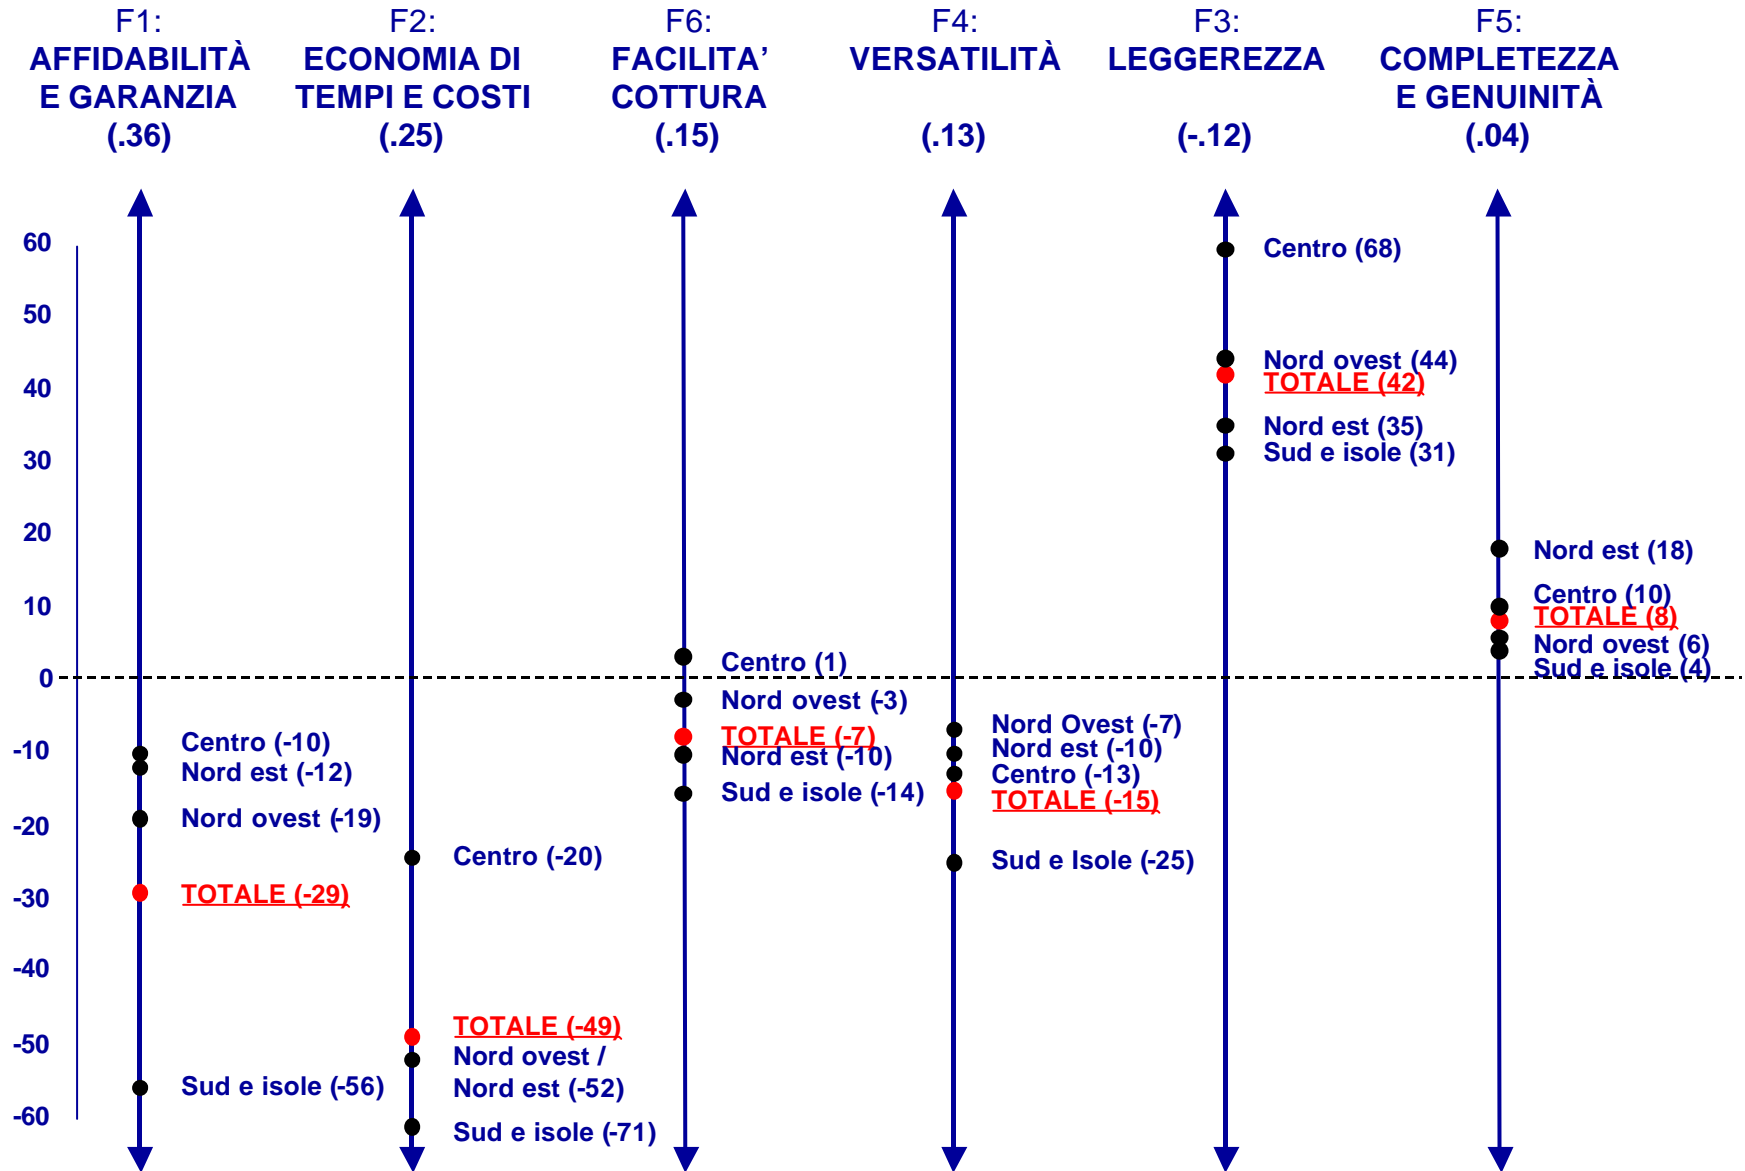 F1:
AFFIDABILITÀ
E GARANZIA
(.36)
F2:
ECONOMIA DI
TEMPI E COSTI
(.25)
F6:
FACILITA’
COTTURA
(.15)
F4:
VERSATILITÀ
(.13)
F3:
LEGGEREZZA
(-.12)
F5:
COMPLETEZZA
E GENUINITÀ
(.04)
60
50
40
30
20
10
0
-10
-20
-30
-40
-50
-60
Centro (-10)
Nord est (-12)
Nord ovest (-19)
TOTALE (-29)
Sud e isole (-56)
Centro (-20)
TOTALE (-49)
Nord ovest /
Nord est (-52)
Sud e isole (-71)
Centro (1)
Nord ovest (-3)
TOTALE (-7)
Nord est (-10)
Sud e isole (-14)
Nord Ovest (-7)
Nord est (-10)
Centro (-13)
TOTALE (-15)
Sud e Isole (-25)
Centro (68)
Nord ovest (44)
TOTALE (42)
Nord est (35)
Sud e isole (31)
Nord est (18)
Centro (10)
TOTALE (8)
Nord ovest (6)
Sud e isole (4)